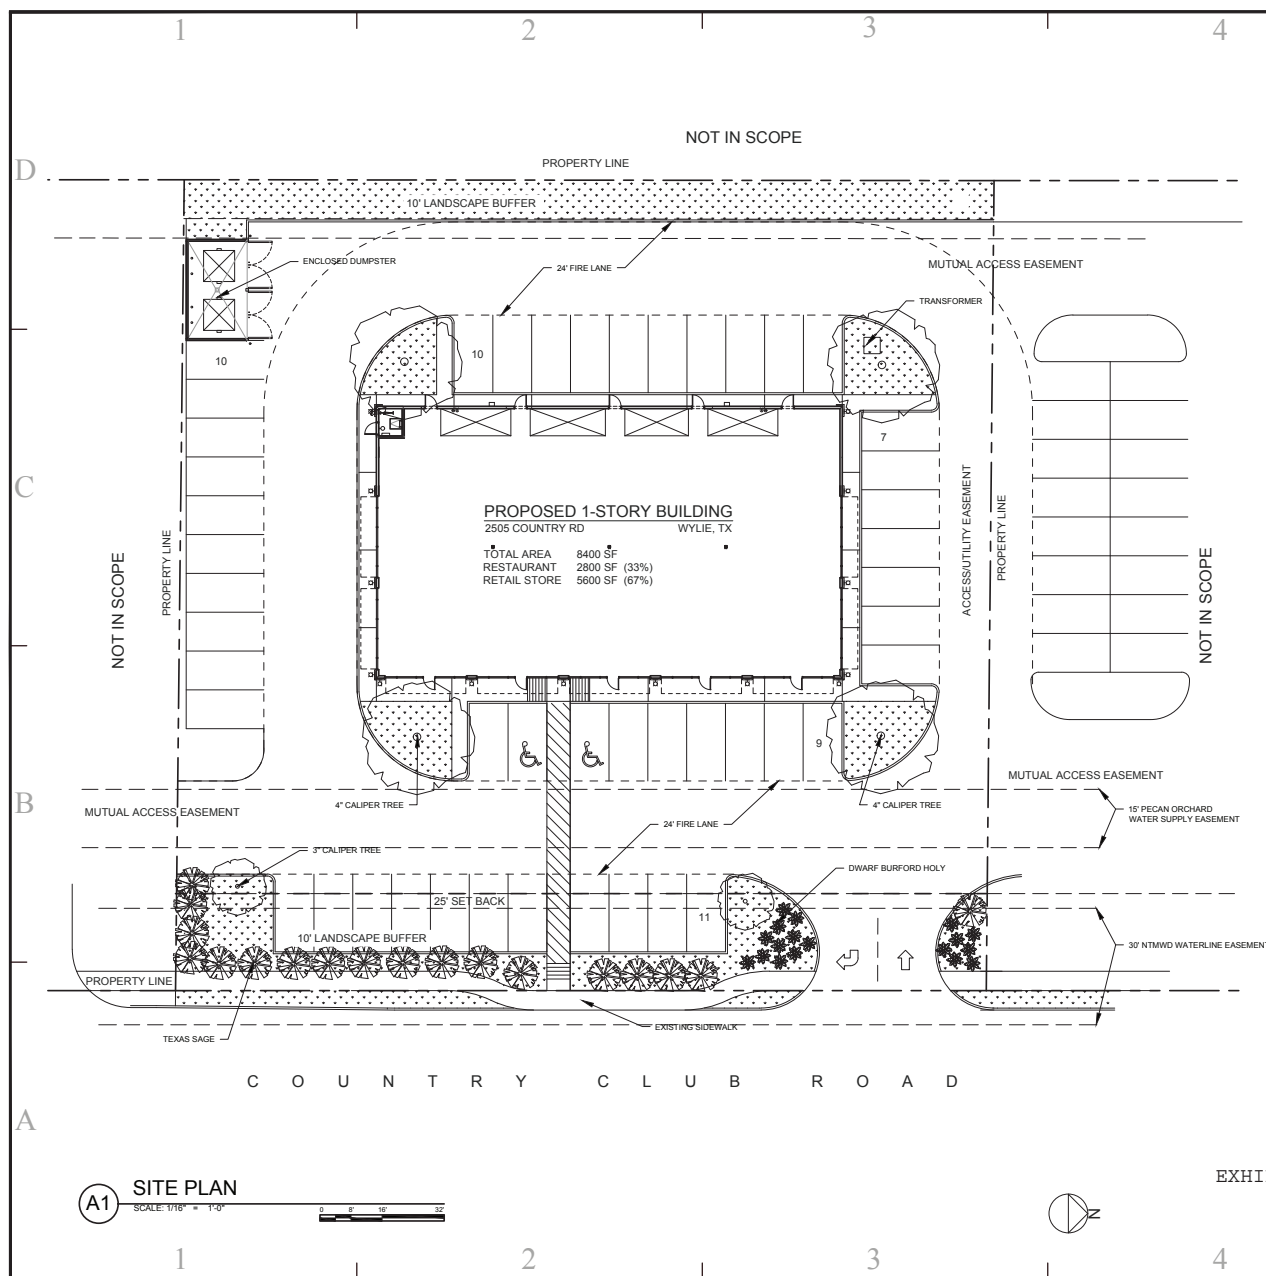 1 2 3 4
NOT IN SCOPE
D
PROPERTY LINE
10' LANDSCAPE BUFFER
ENCLOSED DUMPSTER
24' FIRE LANE
MUTUAL ACCESS EASEMENT
TRANSFORMER
10
10
7
C
PROPOSED 1-STORY BUILDING
2505 COUNTRY RD WYLIE, TX
TOTAL AREA 8400 SF
RESTAURANT 2800 SF (33%)
RETAIL STORE 5600 SF (67%)
NOT IN SCOPE
PROPERTY LINE
ACCESS/UTILITY EASEMENT
PROPERTY LINE
NOT IN SCOPE
9
B
MUTUAL ACCESS EASEMENT
MUTUAL ACCESS EASEMENT
4" CALIPER TREE
4" CALIPER TREE
15' PECAN ORCHARD
WATER SUPPLY EASEMENT
24' FIRE LANE
3" CALIPER TREE
DWARF BURFORD HOLY
25' SET BACK
11
10' LANDSCAPE BUFFER
30' NTMWD WATERLINE EASEMENT
PROPERTY LINE
EXISTING SIDEWALK
TEXAS SAGE
COUNTRY CLUB ROAD
A
EXHI
A1
SITE PLAN
SCALE: 1/16" = 1'-0"
0 8' 16' 32'
N
1 2 3 4